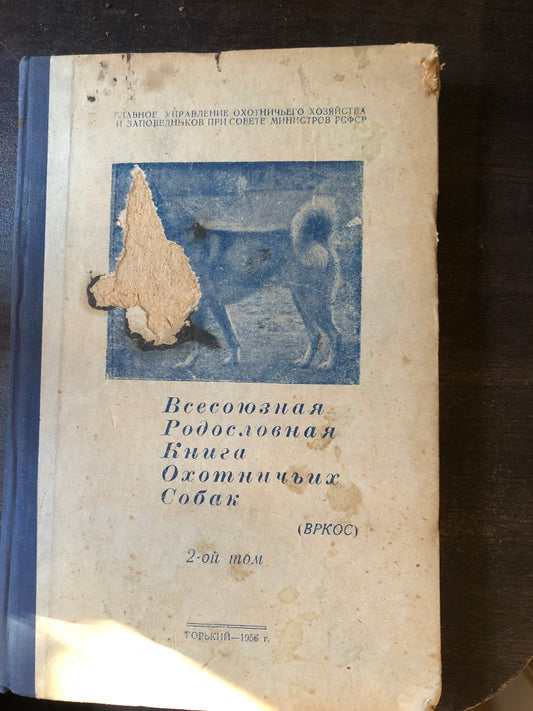 ГЛАВНОЕ УПРАВЛЕНИЕ ОХОТНИЧЬЕГО ХОЗЯЙСТВА
И ЗАПОВЕДНИКОВ ПРИ СОВЕТЕ МИНИСТРОВ РСФСР
Всесоюзная
Родословная
Книга
Охотничьих
Собак
(ВРКОС)
2-ой том
ГОРЬКИЙ—1956 г.